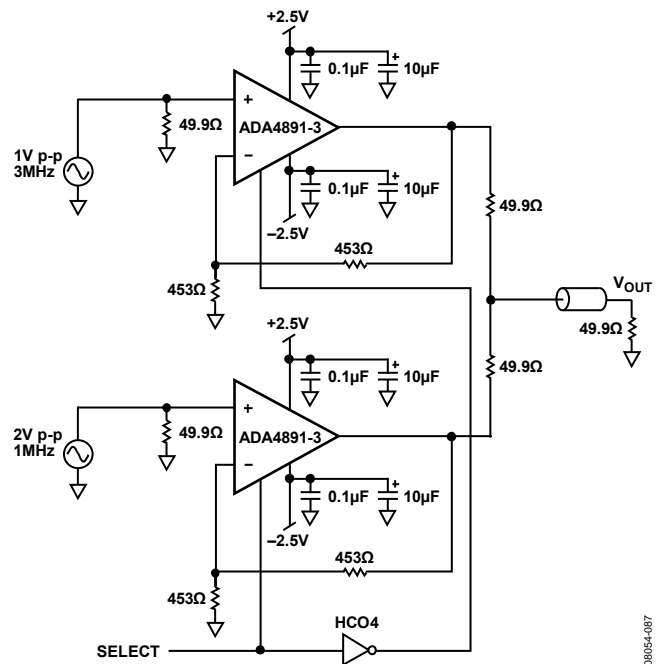 +2.5V
0.1µF
10µF
+
+
ADA4891-3
−
49.9Ω
1V p-p
3MHz
0.1µF
10µF
+
−2.5V
49.9Ω
453Ω
453Ω
VOUT
49.9Ω
+2.5V
0.1µF
10µF
+
49.9Ω
+
ADA4891-3
−
49.9Ω
2V p-p
1MHz
0.1µF
10µF
+
−2.5V
453Ω
453Ω
HCO4
SELECT
08054-087